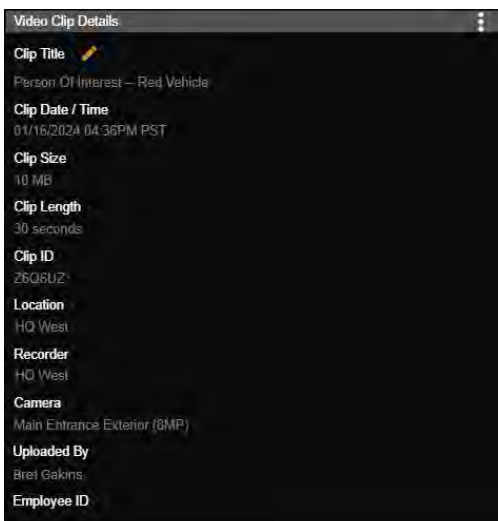 Video Clip Details
Clip Title
Person Of Interest – Red Vehicle
Clip Date / Time
01/16/2024 04:36PM PST
Clip Size
10 MB
Clip Length
30 seconds
Clip ID
Z6Q6UZ
Location
HQ West
Recorder
HQ West
Camera
Main Entrance Exterior (8MP)
Uploaded By
Bret Gakins
Employee ID